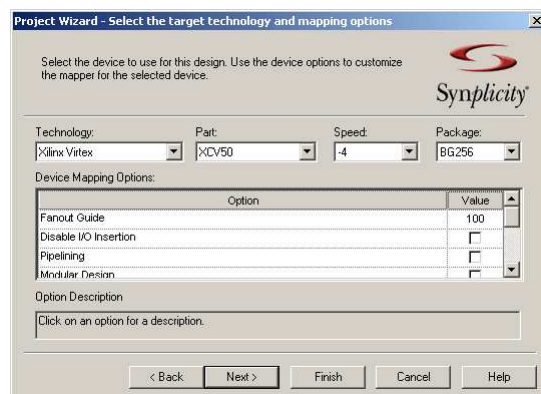 Project Wizard - Select the target technology and mapping options
Select the device to use for this design. Use the device options to customize
the mapper for the selected device.
Synplicity
Technology: Part: Speed: Package:
Xilinx Virtex XCV50 -4 BG256
Device Mapping Options:
Option Value
Fanout Guide 100
Disable I/O Insertion
Pipelining
Modular Design
Option Description
Click on an option for a description.
< Back Next > Finish Cancel Help